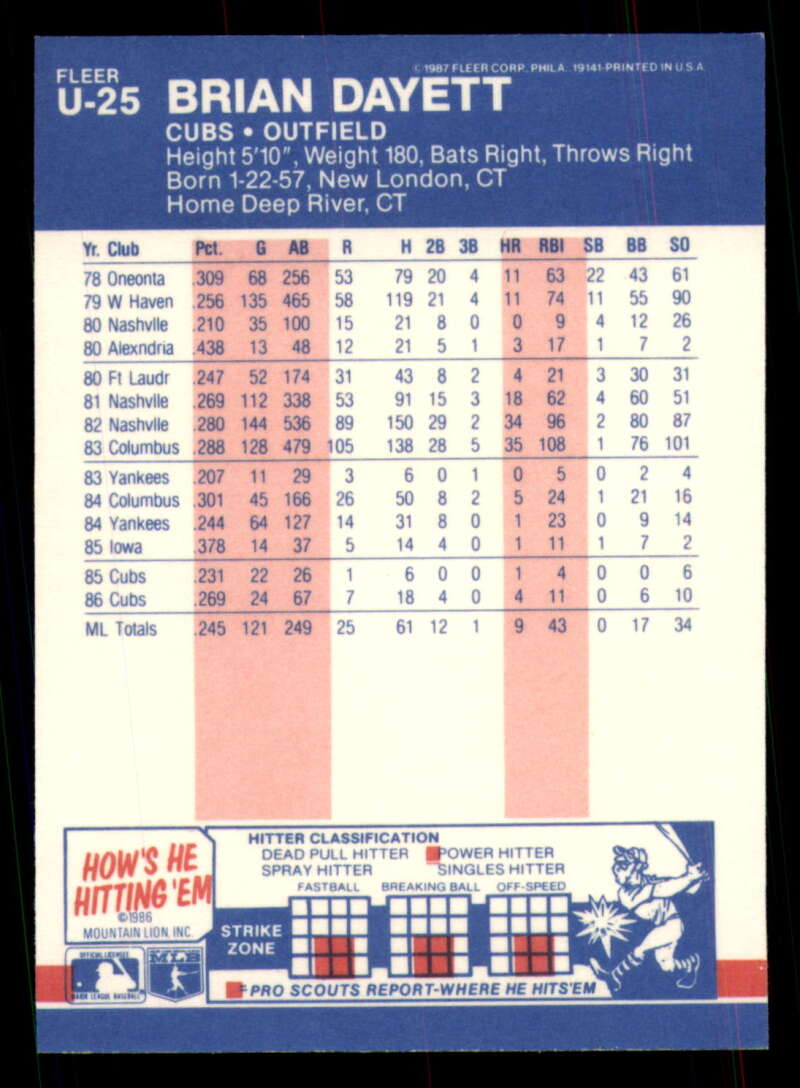 FLEER
U-25
© 1987 FLEER CORP. PHILA. 19141-PRINTED IN U.S.A.
BRIAN DAYETT
CUBS • OUTFIELD
Height 5'10", Weight 180, Bats Right, Throws Right
Born 1-22-57, New London, CT
Home Deep River, CT
Yr. Club Pct. G AB R H 2B 3B HR RBI SB BB SO
78 Oneonta .309 68 256 53 79 20 4 11 63 22 43 61
79 W Haven .256 135 465 58 119 21 4 11 74 11 55 90
80 Nashvlle .210 35 100 15 21 8 0 0 9 4 12 26
80 Alexndria .438 13 48 12 21 5 1 3 17 1 7 2
80 Ft Laudr .247 52 174 31 43 8 2 4 21 3 30 31
81 Nashvlle .269 112 338 53 91 15 3 18 62 4 60 51
82 Nashvlle .280 144 536 89 150 29 2 34 96 2 80 87
83 Columbus .288 128 479 105 138 28 5 35 108 1 76 101
83 Yankees .207 11 29 3 6 0 1 0 5 0 2 4
84 Columbus .301 45 166 26 50 8 2 5 24 1 21 16
84 Yankees .244 64 127 14 31 8 0 1 23 0 9 14
85 Iowa .378 14 37 5 14 4 0 1 11 1 7 2
85 Cubs .231 22 26 1 6 0 0 1 4 0 0 6
86 Cubs .269 24 67 7 18 4 0 4 11 0 6 10
ML Totals .245 121 249 25 61 12 1 9 43 0 17 34
HOW'S HE
HITTING 'EM
©1986
MOUNTAIN LION, INC.
HITTER CLASSIFICATION
DEAD PULL HITTER POWER HITTER
SPRAY HITTER SINGLES HITTER
FASTBALL BREAKING BALL OFF-SPEED
STRIKE
ZONE
=PRO SCOUTS REPORT-WHERE HE HITS'EM
OFFICIAL LICENSEE
MAJOR LEAGUE BASEBALL
MLB